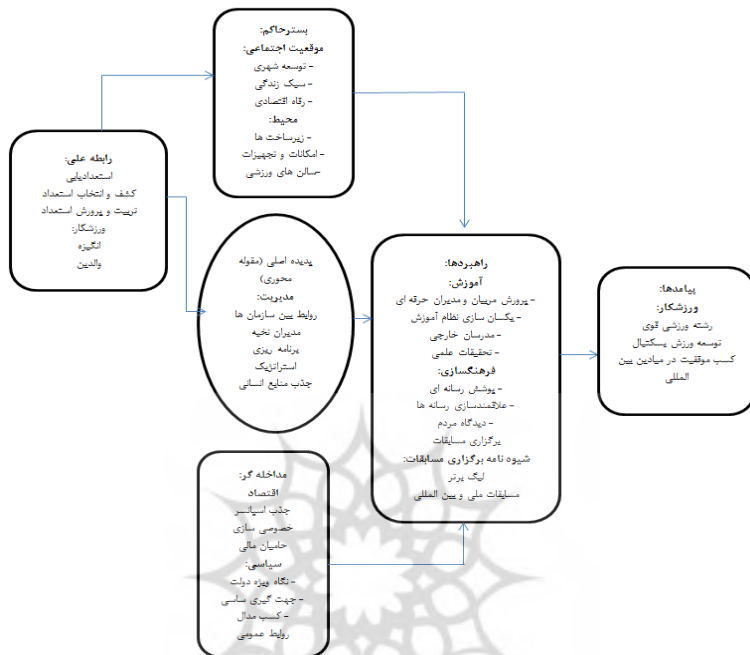 بسترحاکم:
موقعیت اجتماعی:
- توسعه شهری
- سبک زندگی
- رفاه اقتصادی
محیط:
- زیرساخت ها
- امکانات و تجهیزات
-سالن های ورزشی
رابطه علی:
استعدادیابی
کشف و انتخاب استعداد
تربیت و پرورش استعداد
ورزشکار:
انگیزه
والدین
پدیده اصلی (مقوله
محوری)
مدیریت:
روابط بین سازمان ها
مدیران نخبه
برنامه ریزی
استراتژیک
جذب منابع انسانی
مداخله گر:
اقتصاد
جذب اسپانسر
خصوصی سازی
حامیان مالی
سیاسی:
- نگاه ویژه دولت
- جهت گیری ساسی
- کسب مدال
روابط عمومی
راهبردها:
آموزش:
- پرورش مربیان و مدیران حرفه ای
- یکسان سازی نظام آموزش
- مدرسان خارجی
- تحقیقات علمی
فرهنگسازی:
- پوشش رسانه ای
- علاقمندسازی رسانه ها
- دیدگاه مردم
برگزاری مسابقات
شیوه نامه برگزاری مسابقات:
لیگ برتر
مسابقات ملی و بین المللی
پیامدها:
ورزشکار:
رشته ورزشی قوی
توسعه ورزش بسکتبال
کسب موفقیت در میادین بین
المللی